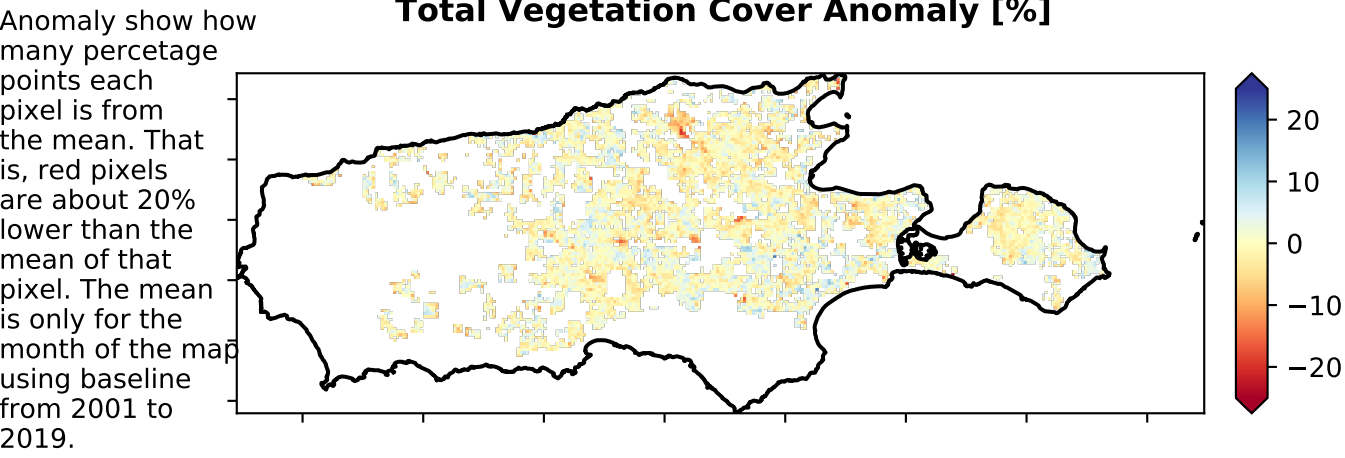 Total Vegetation Cover Anomaly [%]
Anomaly show how
many percetage
points each
pixel is from
the mean. That
is, red pixels
are about 20%
lower than the
mean of that
pixel. The mean
is only for the
month of the map
using baseline
from 2001 to
2019.
20
10
0
−10
−20